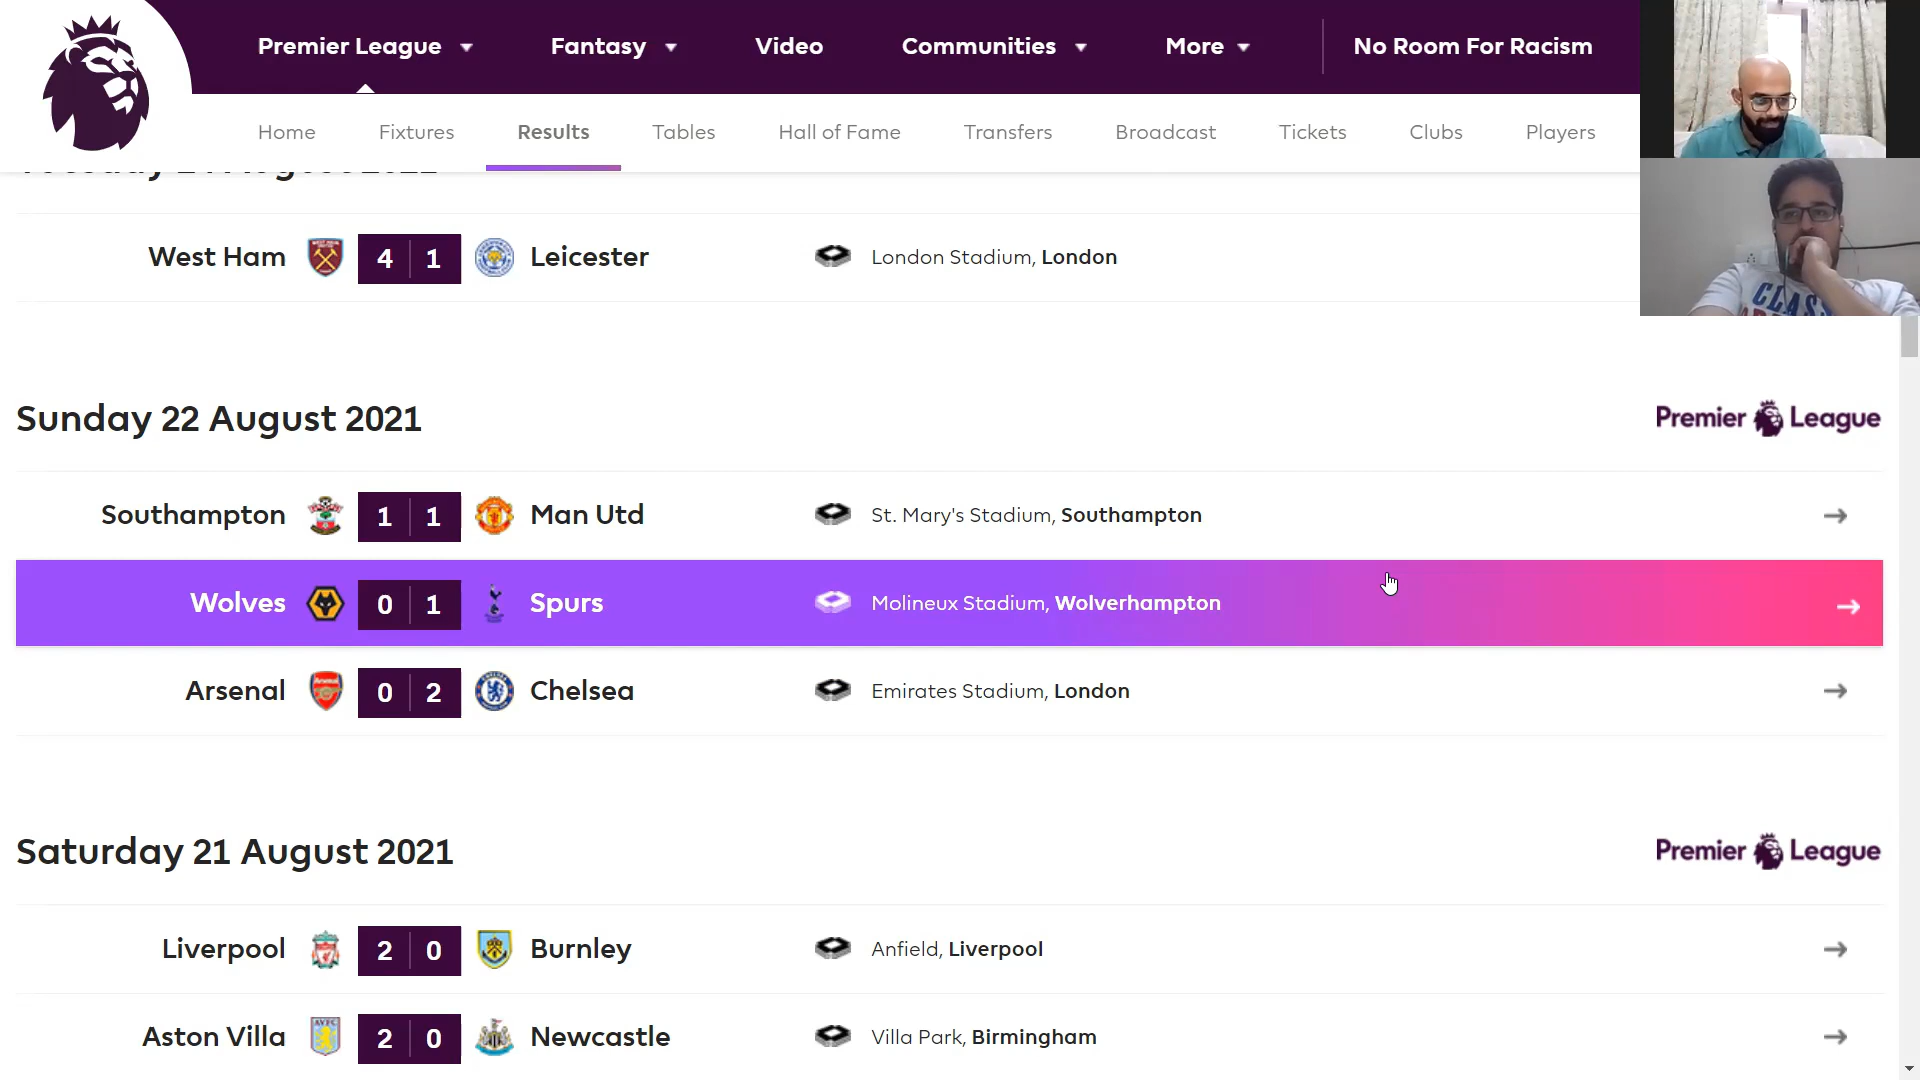 Premier League Fantasy Video Communities More No Room For Racism
Home Fixtures Results Tables Hall of Fame Transfers Broadcast Tickets Clubs Players
West Ham 4 1 Leicester London Stadium, London
Sunday 22 August 2021 Premier League
Southampton 1 1 Man Utd St. Mary's Stadium, Southampton
Wolves 0 1 Spurs Molineux Stadium, Wolverhampton
Arsenal 0 2 Chelsea Emirates Stadium, London
Saturday 21 August 2021 Premier League
Liverpool 2 0 Burnley Anfield, Liverpool
Aston Villa 2 0 Newcastle Villa Park, Birmingham